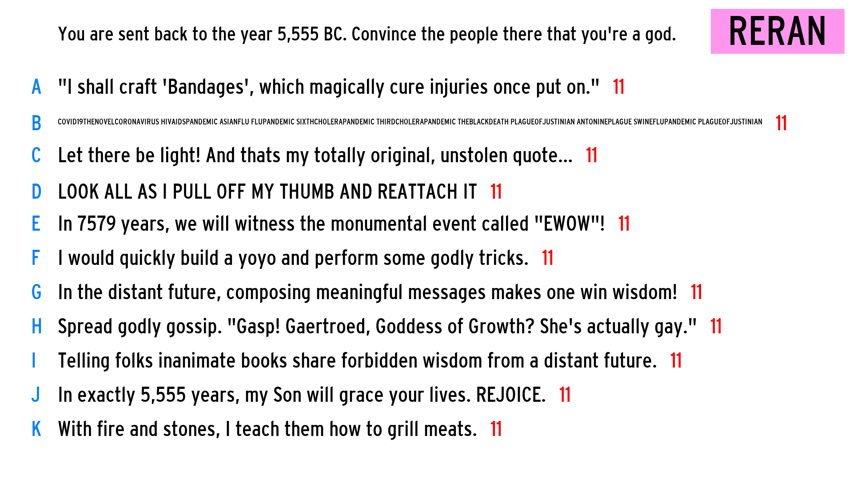 You are sent back to the year 5,555 BC. Convince the people there that you're a god.
RERAN
A "I shall craft 'Bandages', which magically cure injuries once put on." 11
B COVID19THENOVELCORONAVIRUS HIVAIDSPANDEMIC ASIANFLU FLUPANDEMIC SIXTHCHOLERAPANDEMIC THIRDCHOLERAPANDEMIC THEBLACKDEATH PLAGUEOFJUSTINIAN ANTONINEPLAGUE SWINEFLUPANDEMIC PLAGUEOFJUSTINIAN 11
C Let there be light! And thats my totally original, unstolen quote... 11
D LOOK ALL AS I PULL OFF MY THUMB AND REATTACH IT 11
E In 7579 years, we will witness the monumental event called "EWOW"! 11
F I would quickly build a yoyo and perform some godly tricks. 11
G In the distant future, composing meaningful messages makes one win wisdom! 11
H Spread godly gossip. "Gasp! Gaertroed, Goddess of Growth? She's actually gay." 11
I Telling folks inanimate books share forbidden wisdom from a distant future. 11
J In exactly 5,555 years, my Son will grace your lives. REJOICE. 11
K With fire and stones, I teach them how to grill meats. 11